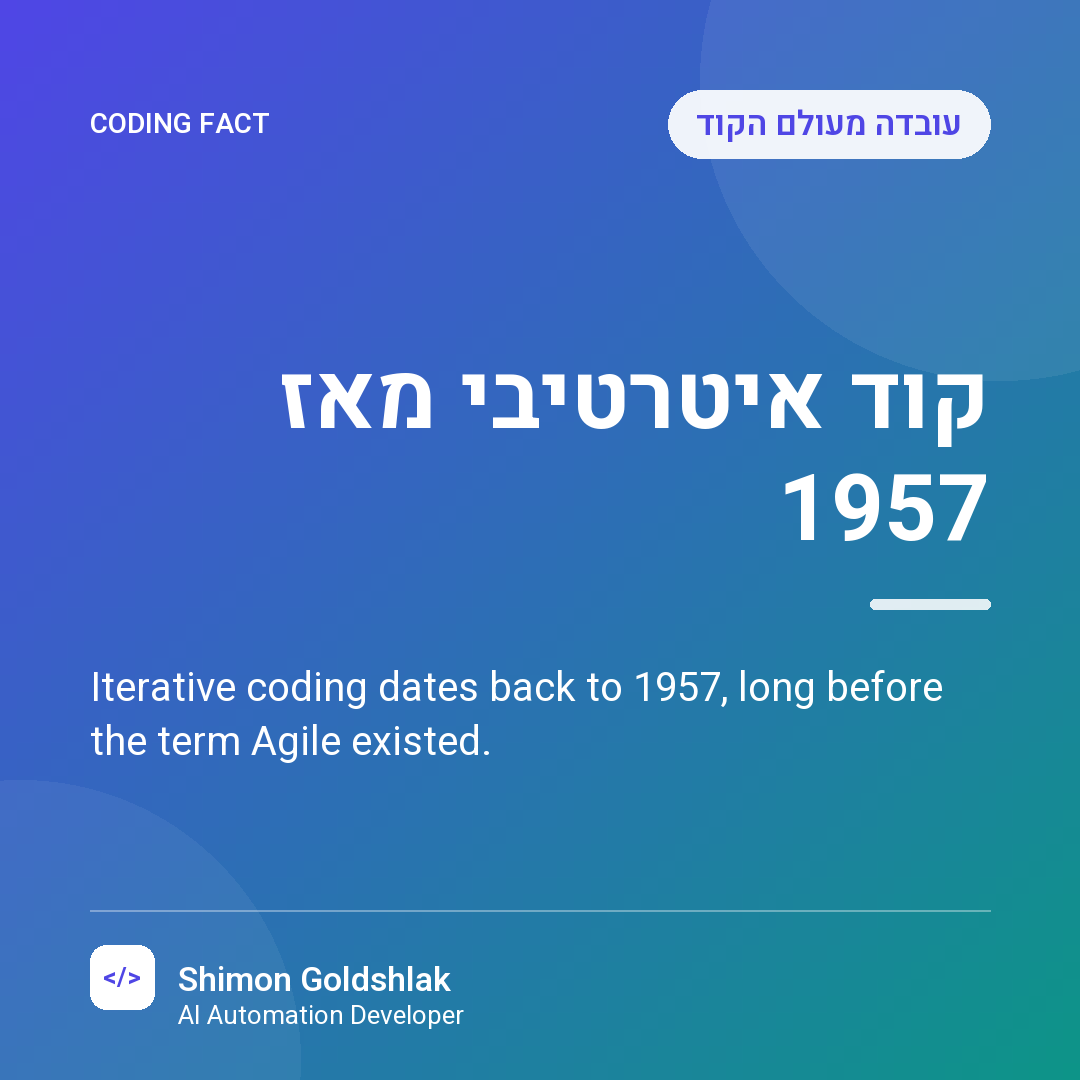 CODING FACT
עובדה מעולם הקוד
קוד איטרטיבי מאז
1957
Iterative coding dates back to 1957, long before
the term Agile existed.
</>
Shimon Goldshlak
AI Automation Developer